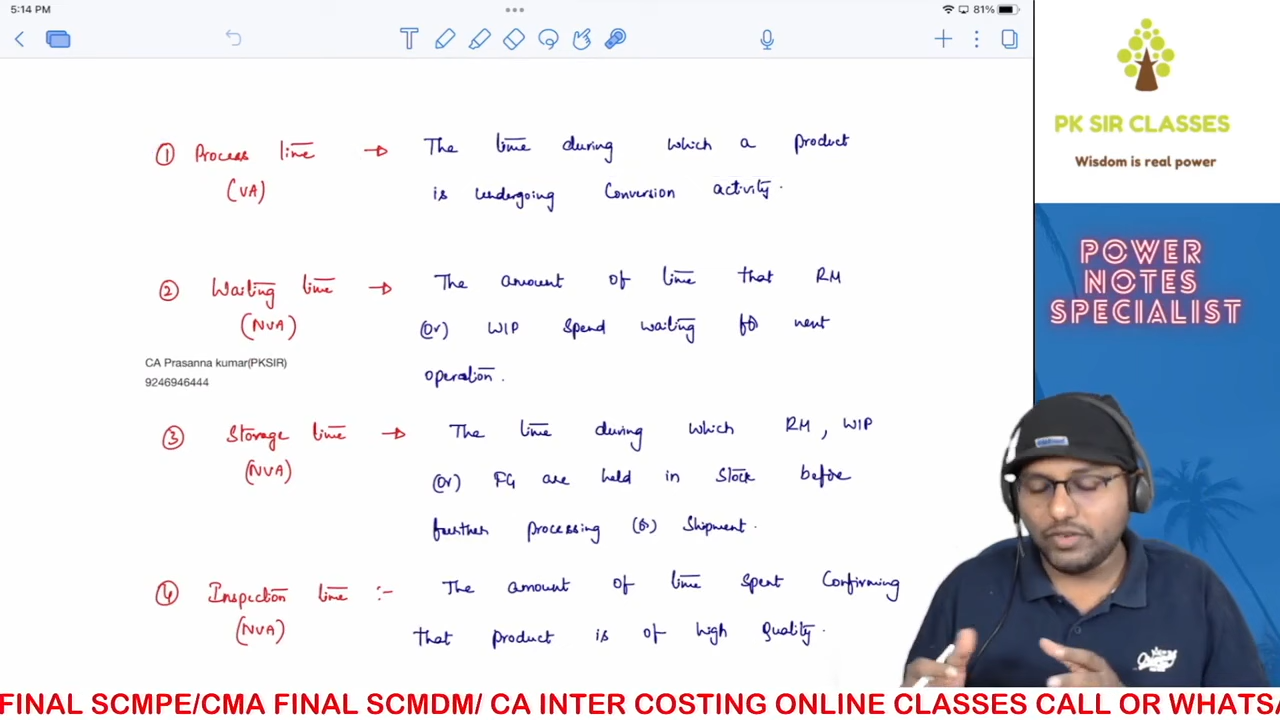 5:14 PM
81%
① Process time → The time during which a product
(VA) is undergoing Conversion activity.
② Waiting time → The amount of time that RM
(NVA) (or) WIP Spend waiting for next
operation.
CA Prasanna kumar(PKSIR)
9246946444
③ Storage time → The time during which RM, WIP
(NVA) (or) FG are held in Stock before
further processing (or) Shipment.
④ Inspection time :- The amount of time spent Confirming
(NVA) that product is of high Quality.
PK SIR CLASSES
Wisdom is real power
POWER
NOTES
SPECIALIST
FINAL SCMPE/CMA FINAL SCMDM/ CA INTER COSTING ONLINE CLASSES CALL OR WHATSA